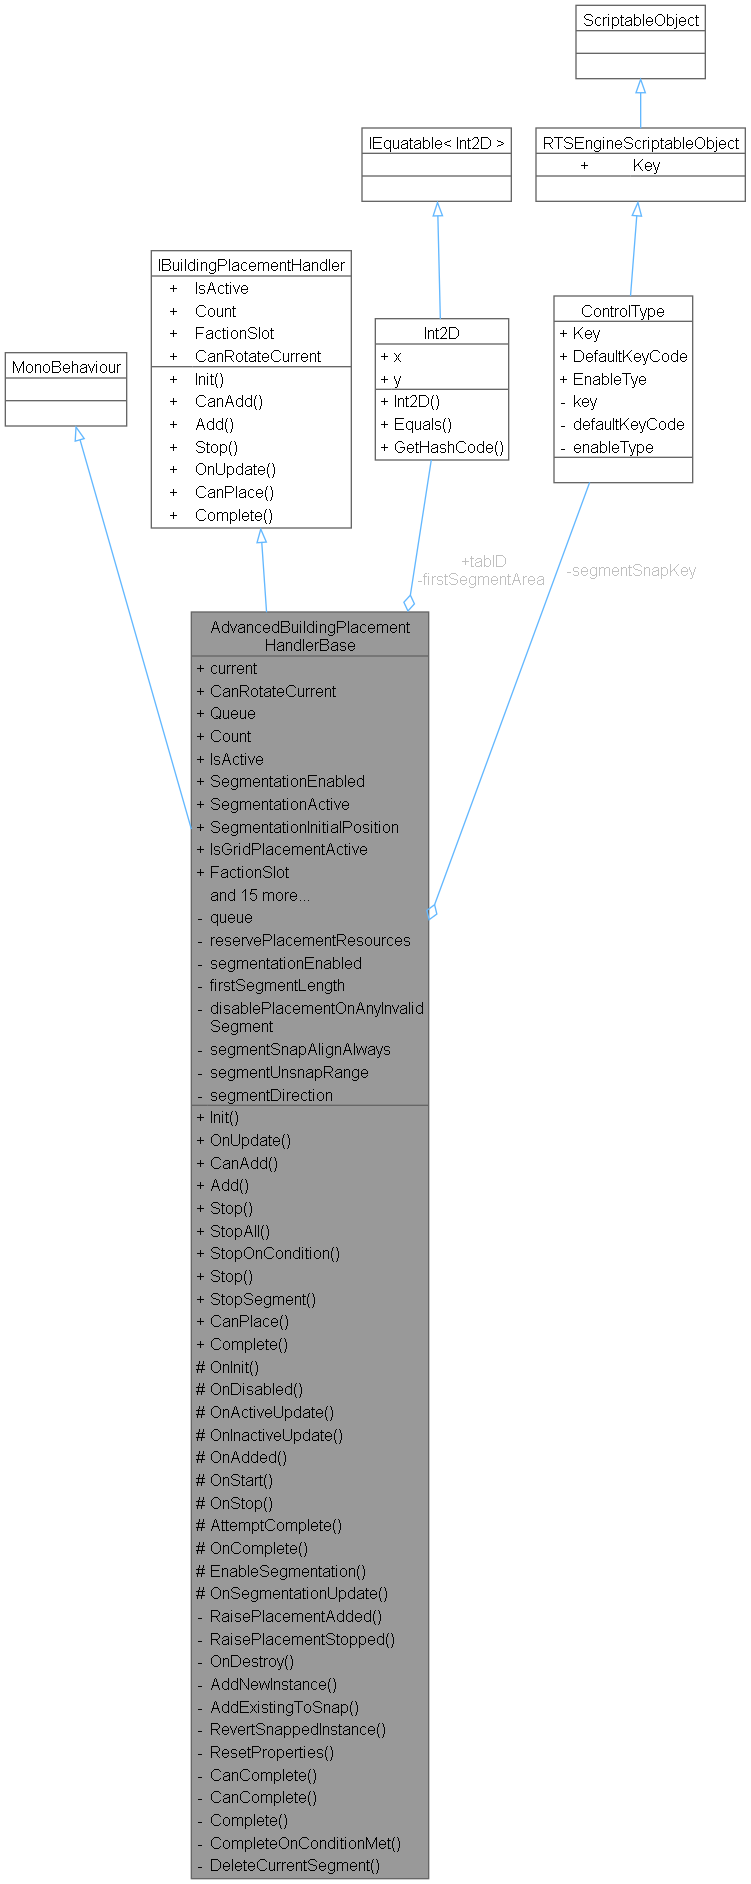 ScriptableObject
IEquatable< Int2D >
RTSEngineScriptableObject
+ Key
IBuildingPlacementHandler
+ IsActive
+ Count
+ FactionSlot
+ CanRotateCurrent
+ Init()
+ CanAdd()
+ Add()
+ Stop()
+ OnUpdate()
+ CanPlace()
+ Complete()
Int2D
+ x
+ y
+ Int2D()
+ Equals()
+ GetHashCode()
ControlType
+ Key
+ DefaultKeyCode
+ EnableTye
- key
- defaultKeyCode
- enableType
MonoBehaviour
+tabID
-firstSegmentArea
-segmentSnapKey
AdvancedBuildingPlacement
HandlerBase
+ current
+ CanRotateCurrent
+ Queue
+ Count
+ IsActive
+ SegmentationEnabled
+ SegmentationActive
+ SegmentationInitialPosition
+ IsGridPlacementActive
+ FactionSlot
and 15 more...
- queue
- reservePlacementResources
- segmentationEnabled
- firstSegmentLength
- disablePlacementOnAnyInvalid
Segment
- segmentSnapAlignAlways
- segmentUnsnapRange
- segmentDirection
+ Init()
+ OnUpdate()
+ CanAdd()
+ Add()
+ Stop()
+ StopAll()
+ StopOnCondition()
+ Stop()
+ StopSegment()
+ CanPlace()
+ Complete()
# OnInit()
# OnDisabled()
# OnActiveUpdate()
# OnInactiveUpdate()
# OnAdded()
# OnStart()
# OnStop()
# AttemptComplete()
# OnComplete()
# EnableSegmentation()
# OnSegmentationUpdate()
- RaisePlacementAdded()
- RaisePlacementStopped()
- OnDestroy()
- AddNewInstance()
- AddExistingToSnap()
- RevertSnappedInstance()
- ResetProperties()
- CanComplete()
- CanComplete()
- Complete()
- CompleteOnConditionMet()
- DeleteCurrentSegment()